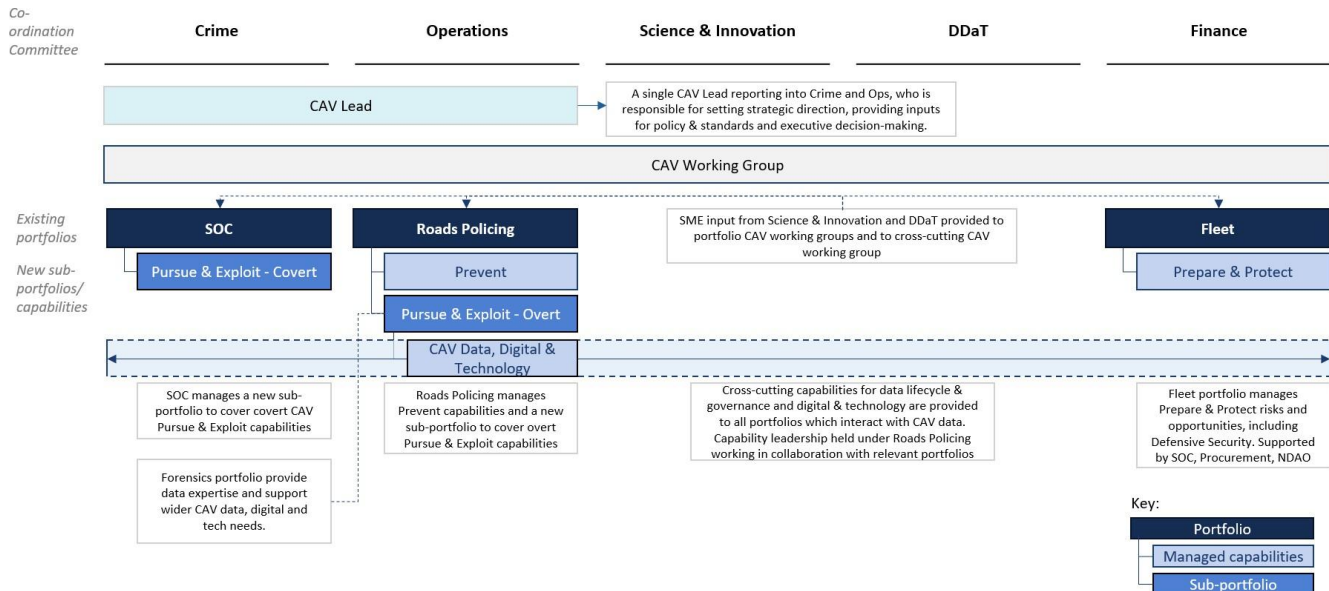 Co-
ordination
Committee
Crime
Operations
Science & Innovation
DDaT
Finance
CAV Lead
A single CAV Lead reporting into Crime and Ops, who is
responsible for setting strategic direction, providing inputs
for policy & standards and executive decision-making.
CAV Working Group
Existing
portfolios
SOC
Roads Policing
SME input from Science & Innovation and DDaT provided to
portfolio CAV working groups and to cross-cutting CAV
working group
Fleet
New sub-
portfolios/
capabilities
Pursue & Exploit - Covert
Prevent
Prepare & Protect
Pursue & Exploit - Overt
CAV Data, Digital &
Technology
SOC manages a new sub-
portfolio to cover covert CAV
Pursue & Exploit capabilities
Roads Policing manages
Prevent capabilities and a new
sub-portfolio to cover overt
Pursue & Exploit capabilities
Cross-cutting capabilities for data lifecycle &
governance and digital & technology are provided
to all portfolios which interact with CAV data.
Capability leadership held under Roads Policing
working in collaboration with relevant portfolios
Fleet portfolio manages
Prepare & Protect risks and
opportunities, including
Defensive Security. Supported
by SOC, Procurement, NDAO
Forensics portfolio provide
data expertise and support
wider CAV data, digital and
tech needs.
Key:
Portfolio
Managed capabilities
Sub-portfolio